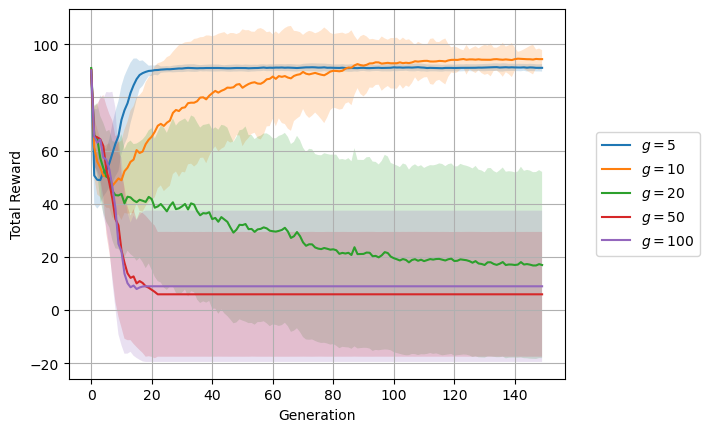 100
80
60
40
20
0
−20
Total Reward
0 20 40 60 80 100 120 140
Generation
g = 5
g = 10
g = 20
g = 50
g = 100